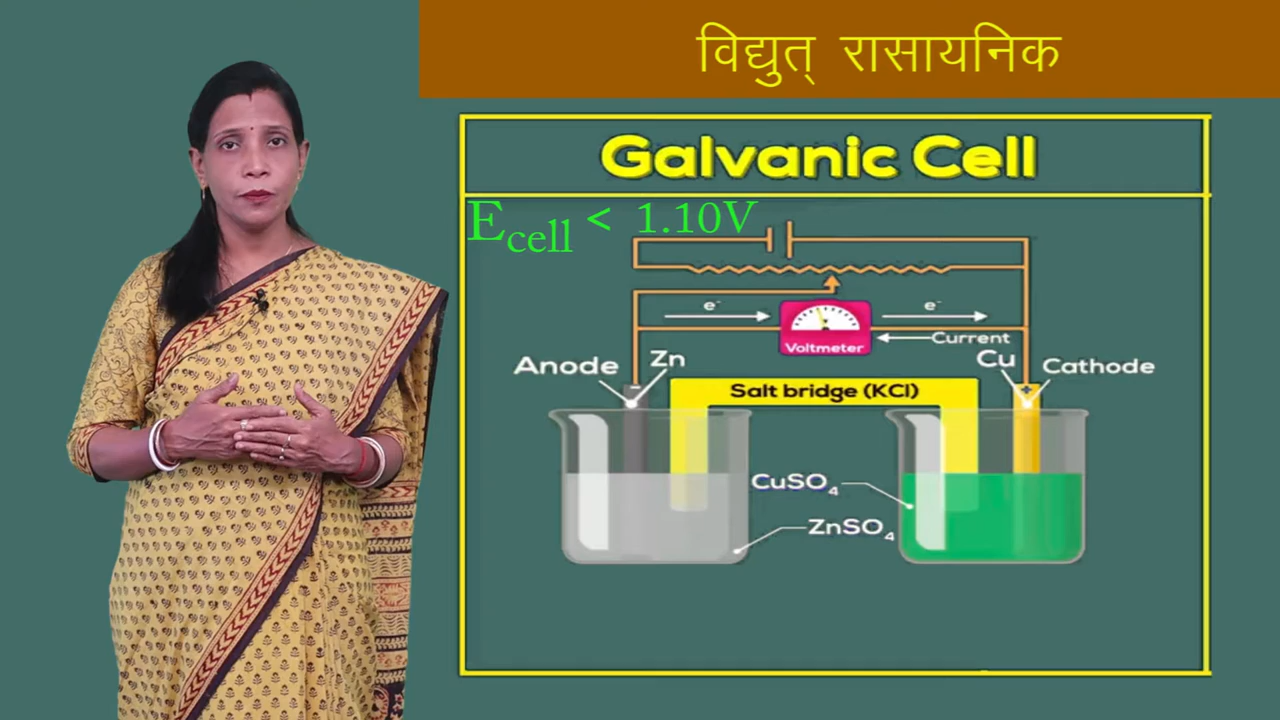 विद्युत् रासायनिक
Galvanic Cell
Ecell < 1.10V
e⁻ e⁻
Voltmeter
Current
Anode Zn
Cu Cathode
− +
Salt bridge (KCl)
CuSO₄
ZnSO₄